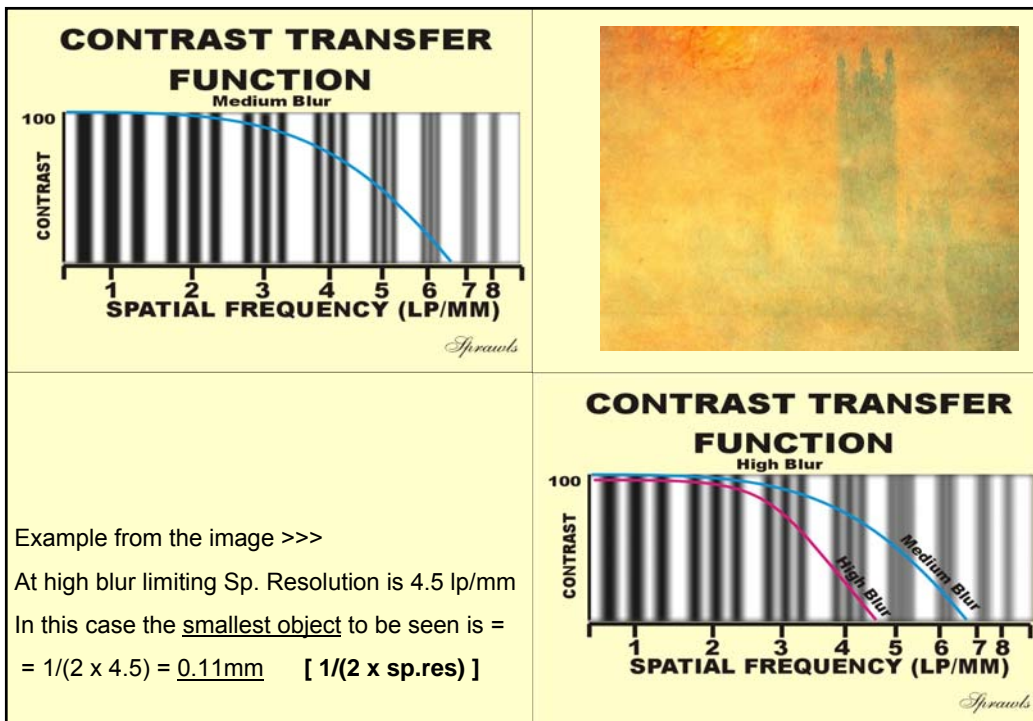 CONTRAST TRANSFER
FUNCTION
Medium Blur
100
CONTRAST
1 2 3 4 5 6 7 8
SPATIAL FREQUENCY (LP/MM)
Sprawls
Example from the image >>>
At high blur limiting Sp. Resolution is 4.5 lp/mm
In this case the smallest object to be seen is =
= 1/(2 x 4.5) = 0.11mm [ 1/(2 x sp.res) ]
CONTRAST TRANSFER
FUNCTION
High Blur
100
CONTRAST
High Blur
Medium Blur
1 2 3 4 5 6 7 8
SPATIAL FREQUENCY (LP/MM)
Sprawls